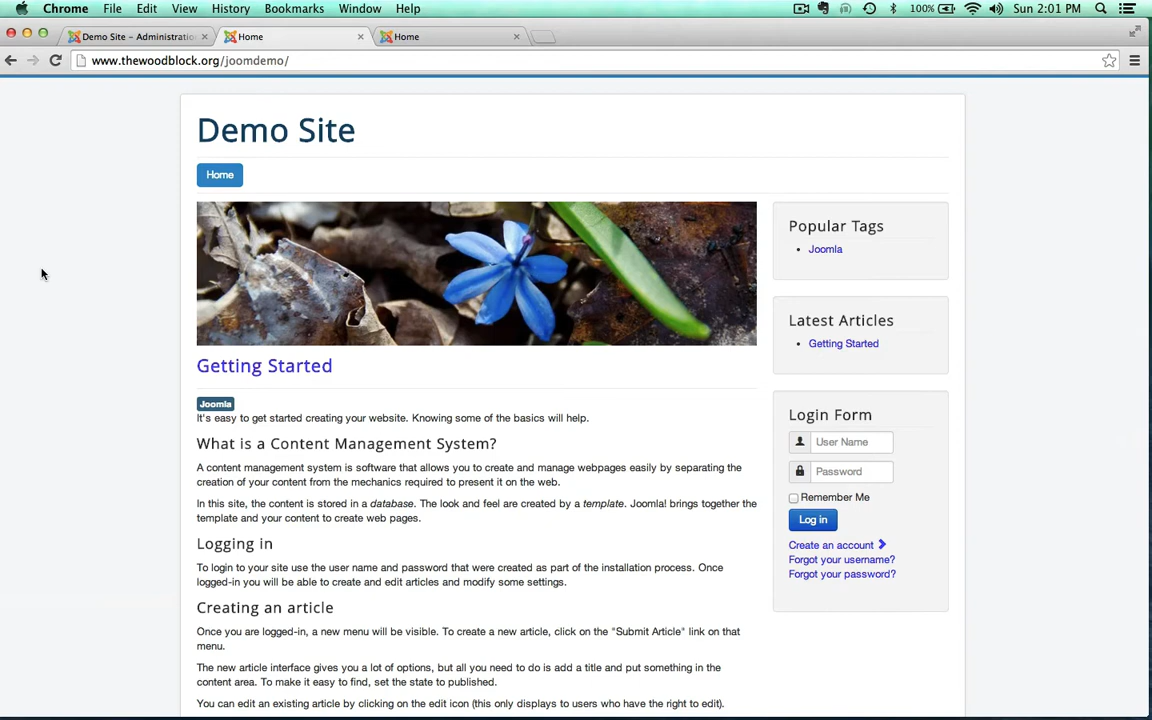 Chrome File Edit View History Bookmarks Window Help 100% Sun 2:01 PM
Demo Site – Administratio Home Home
www.thewoodblock.org/joomdemo/
Demo Site
Home
Getting Started
Joomla
It's easy to get started creating your website. Knowing some of the basics will help.
What is a Content Management System?
A content management system is software that allows you to create and manage webpages easily by separating the
creation of your content from the mechanics required to present it on the web.
In this site, the content is stored in a database. The look and feel are created by a template. Joomla! brings together the
template and your content to create web pages.
Logging in
To login to your site use the user name and password that were created as part of the installation process. Once
logged-in you will be able to create and edit articles and modify some settings.
Creating an article
Once you are logged-in, a new menu will be visible. To create a new article, click on the "Submit Article" link on that
menu.
The new article interface gives you a lot of options, but all you need to do is add a title and put something in the
content area. To make it easy to find, set the state to published.
You can edit an existing article by clicking on the edit icon (this only displays to users who have the right to edit).
Popular Tags
Joomla
Latest Articles
Getting Started
Login Form
User Name
Password
Remember Me
Log in
Create an account
Forgot your username?
Forgot your password?